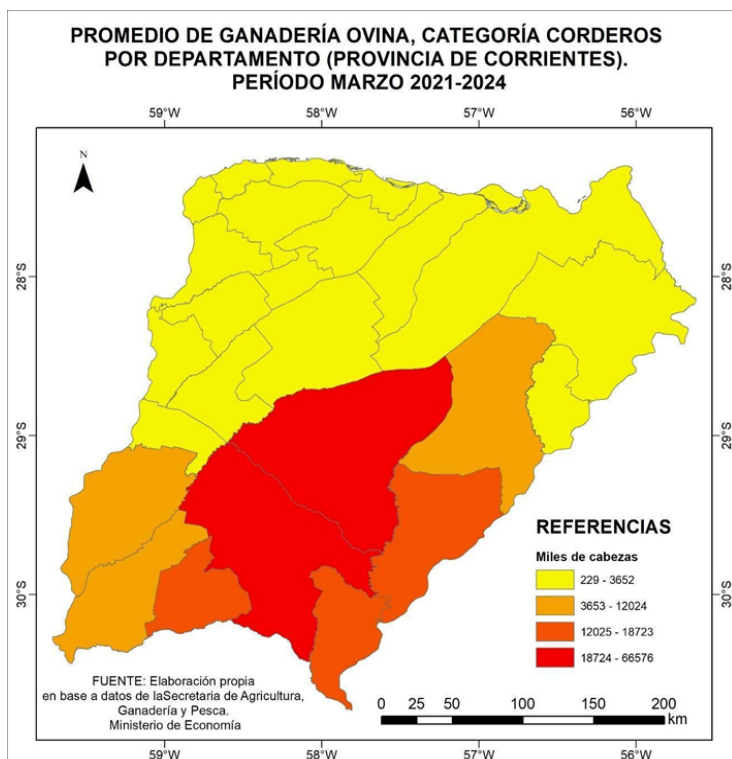 PROMEDIO DE GANADERÍA OVINA, CATEGORÍA CORDEROS
POR DEPARTAMENTO (PROVINCIA DE CORRIENTES).
PERÍODO MARZO 2021-2024
59°W 58°W 57°W 56°W
N
28°S 28°S
29°S 29°S
30°S 30°S
REFERENCIAS
Miles de cabezas
229 - 3652
3653 - 12024
12025 - 18723
18724 - 66576
FUENTE: Elaboración propia
en base a datos de laSecretaria de Agricultura,
Ganadería y Pesca.
Ministerio de Economía
0 25 50 100 150 200
km
59°W 58°W 57°W 56°W